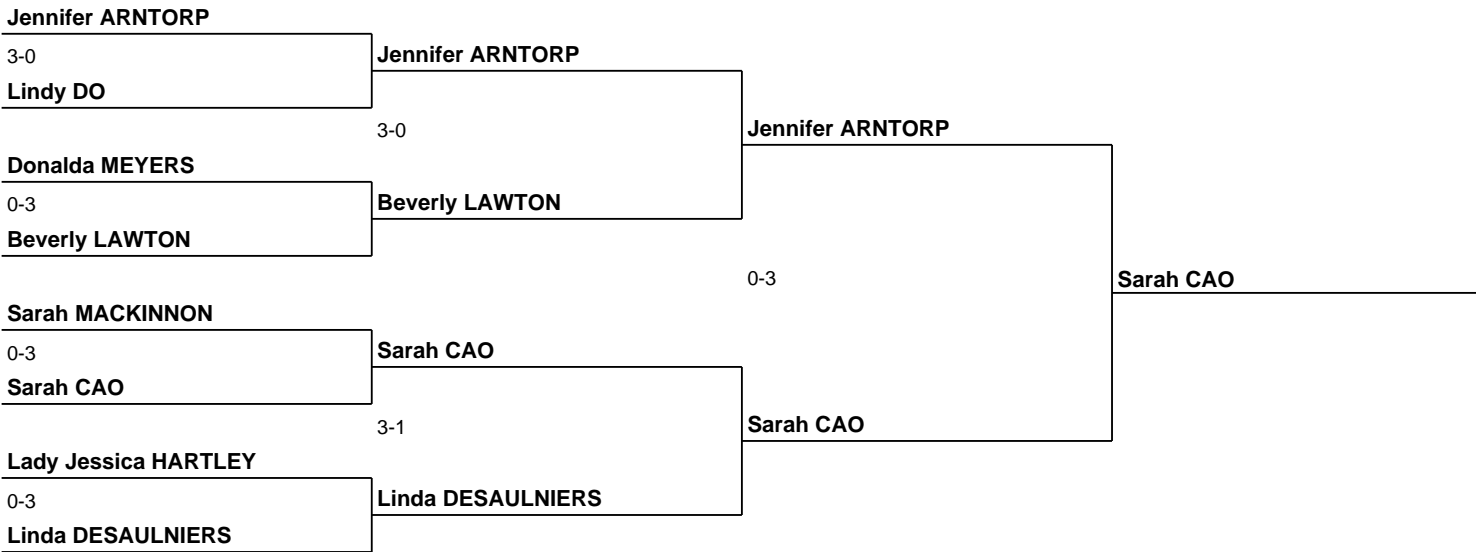 Jennifer ARNTORP
3-0
Jennifer ARNTORP
Lindy DO
3-0
Jennifer ARNTORP
Donalda MEYERS
0-3
Beverly LAWTON
Beverly LAWTON
0-3
Sarah CAO
Sarah MACKINNON
0-3
Sarah CAO
Sarah CAO
3-1
Sarah CAO
Lady Jessica HARTLEY
0-3
Linda DESAULNIERS
Linda DESAULNIERS